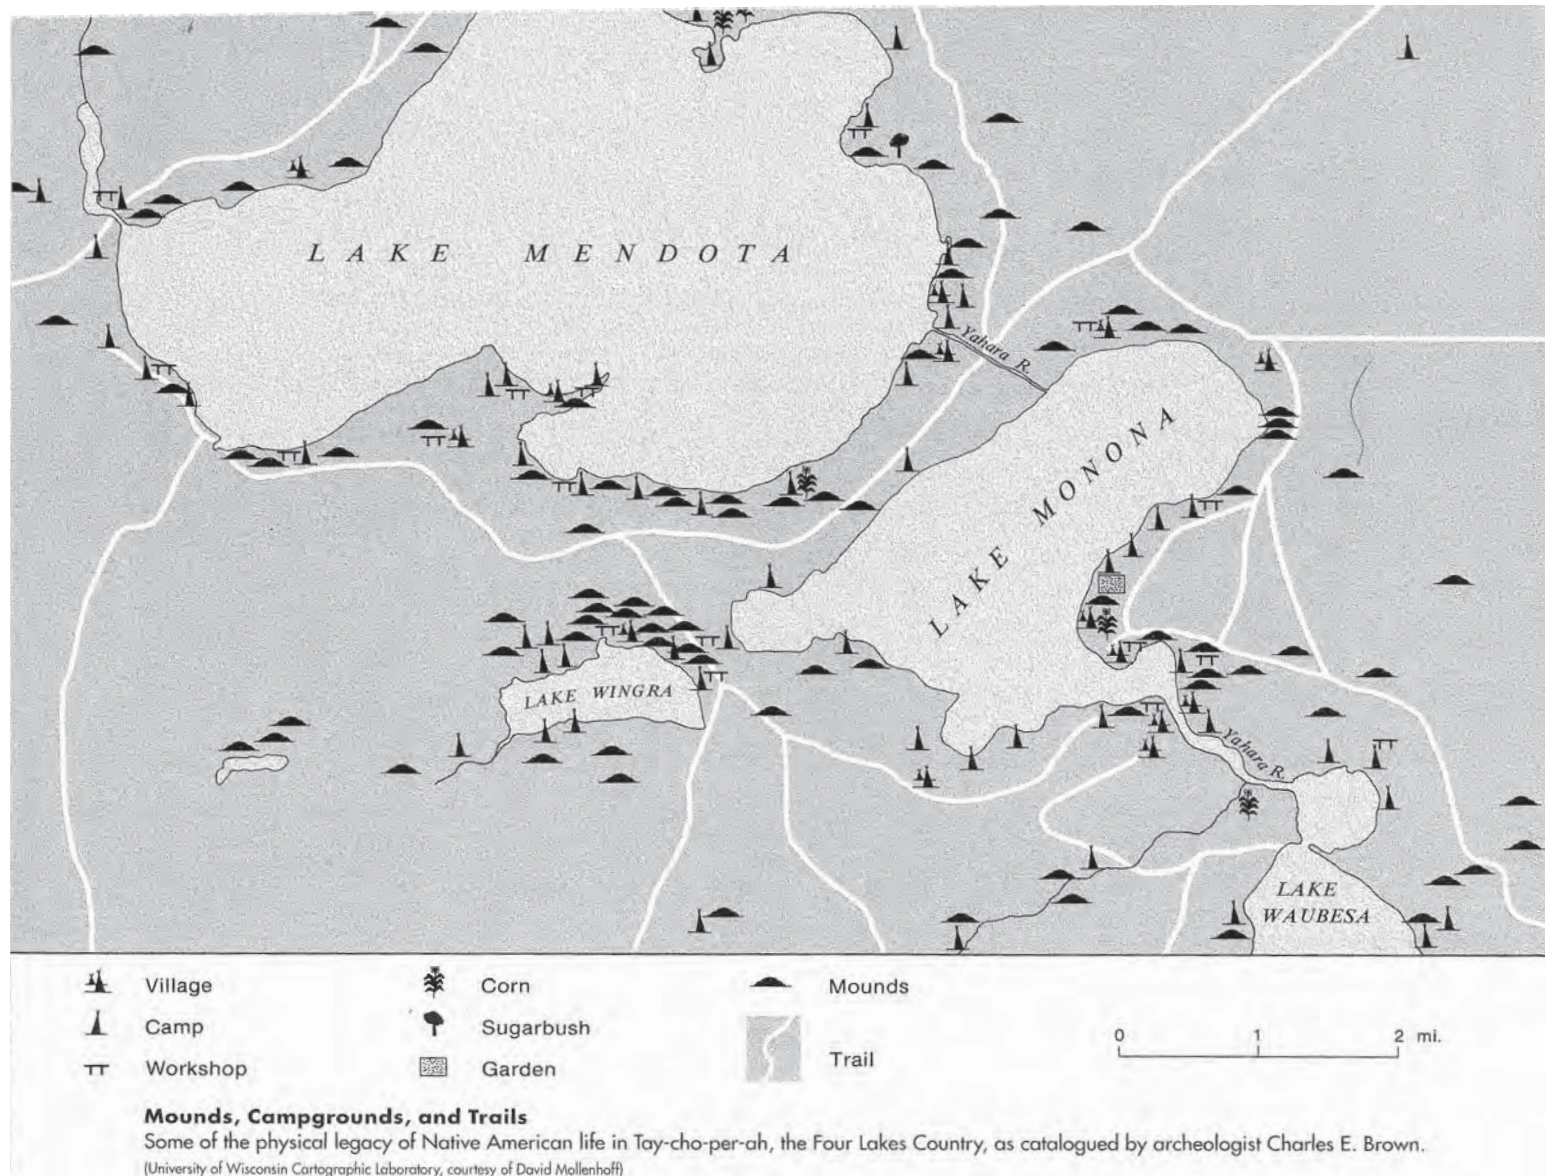 LAKE MENDOTA
Yahara R.
LAKE MONONA
LAKE WINGRA
Yahara R.
LAKE
WAUBESA
Village
Corn
Mounds
Camp
Sugarbush
Trail
Workshop
Garden
0 1 2 mi.
Mounds, Campgrounds, and Trails
Some of the physical legacy of Native American life in Tay-cho-per-ah, the Four Lakes Country, as catalogued by archeologist Charles E. Brown.
(University of Wisconsin Cartographic Laboratory, courtesy of David Mollenhoff)